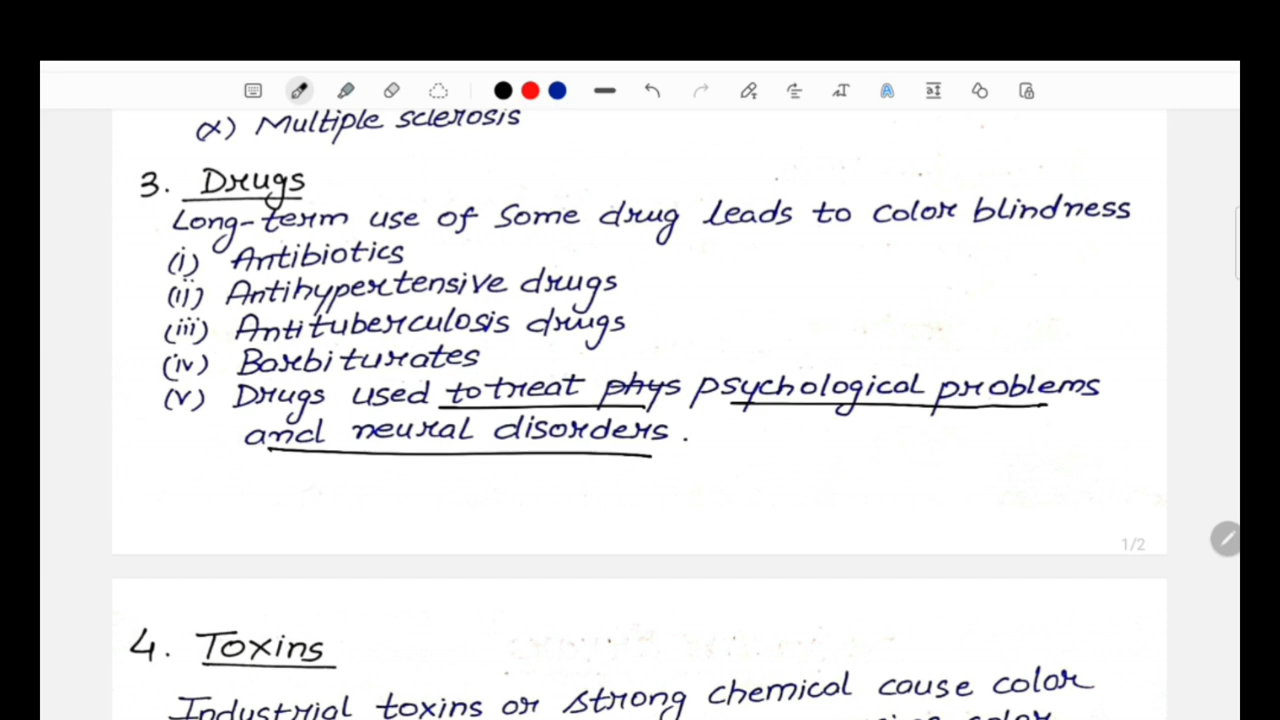 x) Multiple sclerosis
3. Drugs
Long-term use of Some drug leads to color blindness
(i) Antibiotics
(ii) Antihypertensive drugs
(iii) Antituberculosis drugs
(iv) Barbiturates
(v) Drugs used to treat phys psychological problems
and neural disorders.
1/2
4. Toxins
Industrial toxins or strong chemical cause color
color